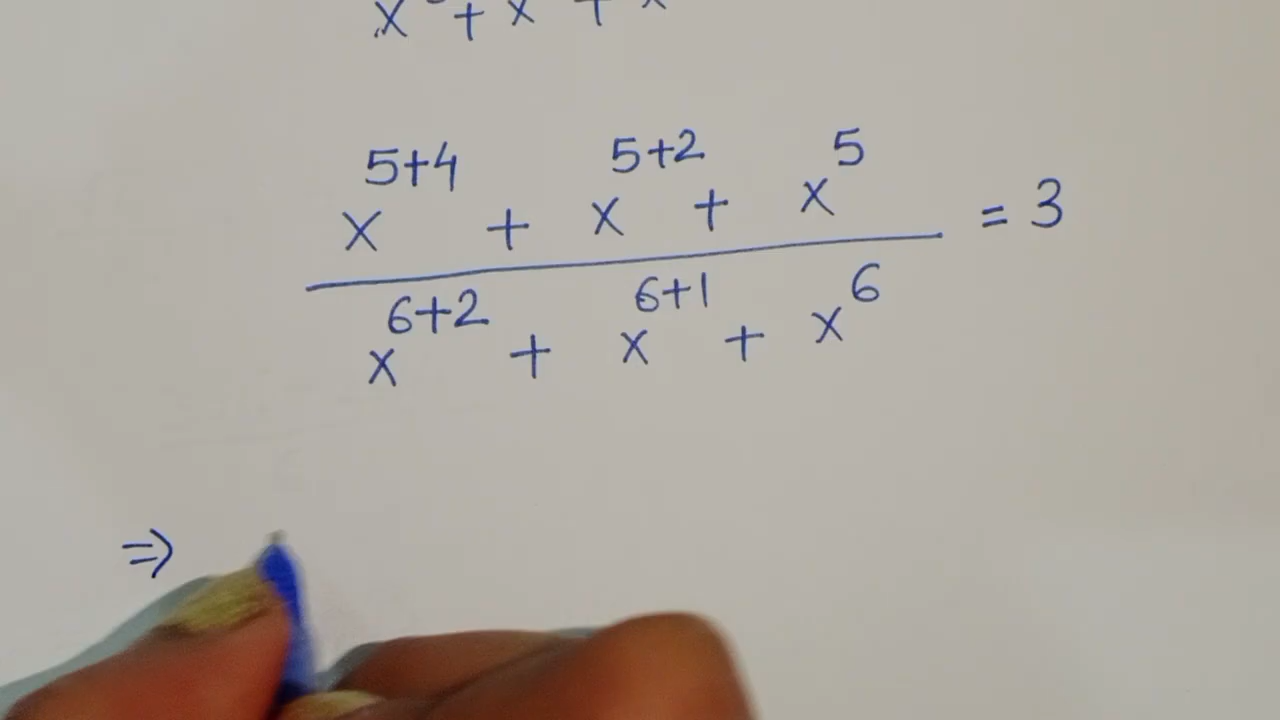 x + x + x
x^{5+4} + x^{5+2} + x^5
= 3
x^{6+2} + x^{6+1} + x^6
⇒